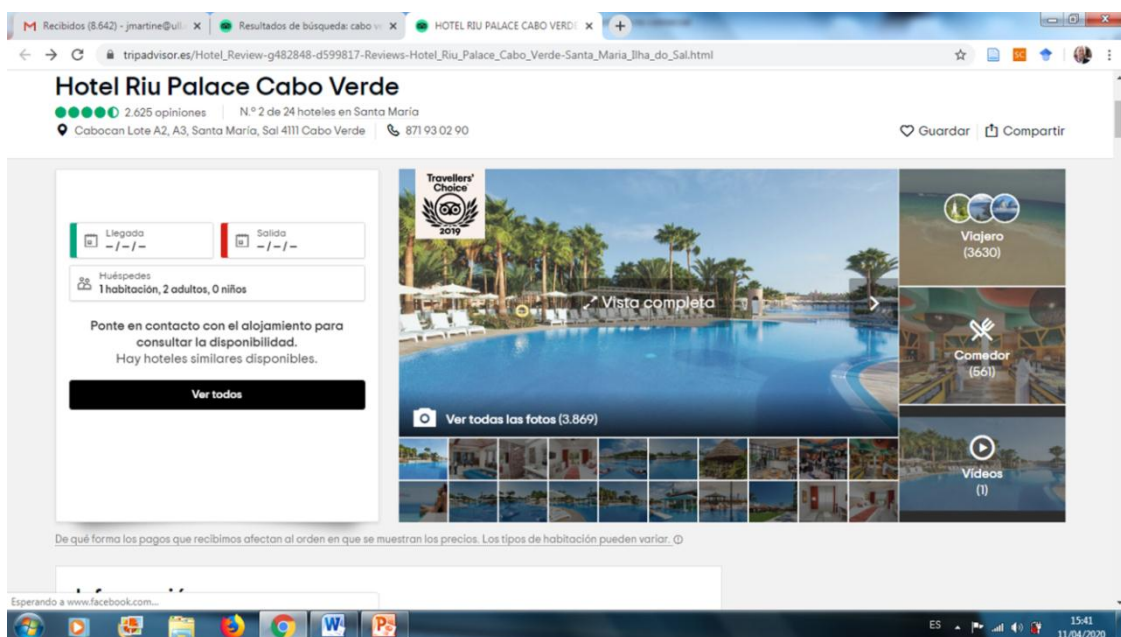 Recibidos (8.642) - jmartine@ull.
Resultados de búsqueda: cabo v
HOTEL RIU PALACE CABO VERDE
tripadvisor.es/Hotel_Review-g482848-d599817-Reviews-Hotel_Riu_Palace_Cabo_Verde-Santa_Maria_Ilha_do_Sal.html
Hotel Riu Palace Cabo Verde
2.625 opiniones N.º 2 de 24 hoteles en Santa María
Cabocan Lote A2, A3, Santa María, Sal 4111 Cabo Verde 871 93 02 90
Guardar Compartir
Llegada
-/-/-
Salida
-/-/-
Huéspedes
1 habitación, 2 adultos, 0 niños
Ponte en contacto con el alojamiento para
consultar la disponibilidad.
Hay hoteles similares disponibles.
Ver todos
Travellers'
Choice
2019
Vista completa
Ver todas las fotos (3.869)
Viajero
(3630)
Comedor
(561)
Vídeos
(1)
De qué forma los pagos que recibimos afectan al orden en que se muestran los precios. Los tipos de habitación pueden variar.
Esperando a www.facebook.com...
ES
15:41
11/04/2020